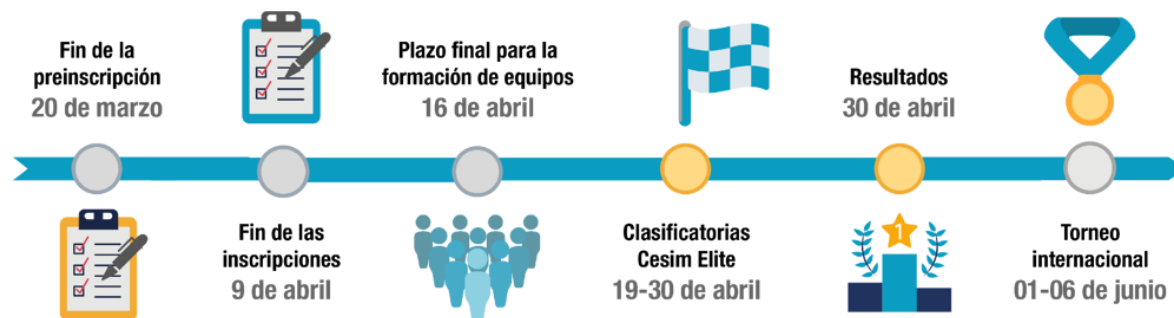 Fin de la
preinscripción
20 de marzo
Fin de las
inscripciones
9 de abril
Plazo final para la
formación de equipos
16 de abril
Clasificatorias
Cesim Elite
19-30 de abril
Resultados
30 de abril
1
Torneo
internacional
01-06 de junio